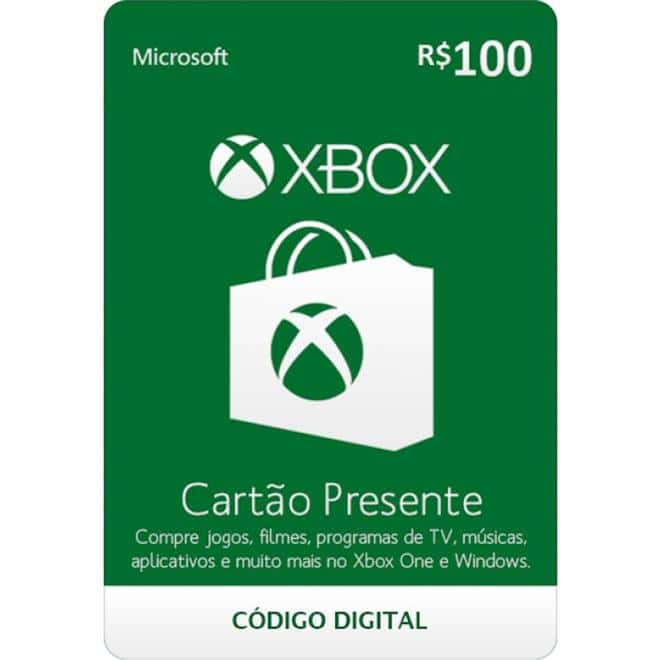 Microsoft
R$100
XBOX
Cartão Presente
Compre jogos, filmes, programas de TV, músicas,
aplicativos e muito mais no Xbox One e Windows.
CÓDIGO DIGITAL